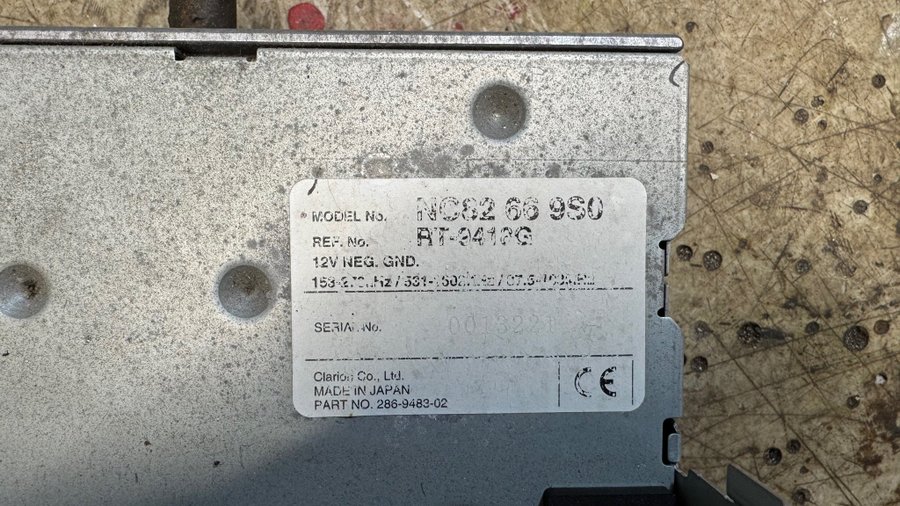 MODEL No. NC82 66 9S0
REF. No.
12V NEG. GND.
SERIAL No.
Clarion Co., Ltd.
MADE IN JAPAN
PART NO. 286-9483-02
CE